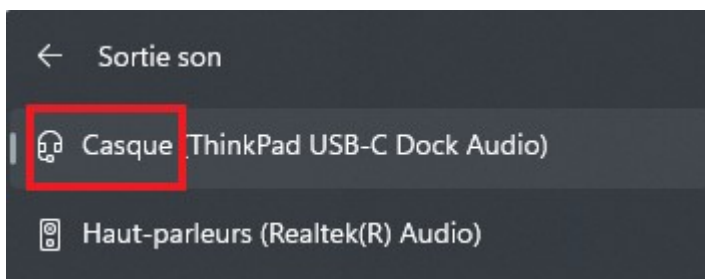 Sortie son
Casque (ThinkPad USB-C Dock Audio)
Haut-parleurs (Realtek(R) Audio)